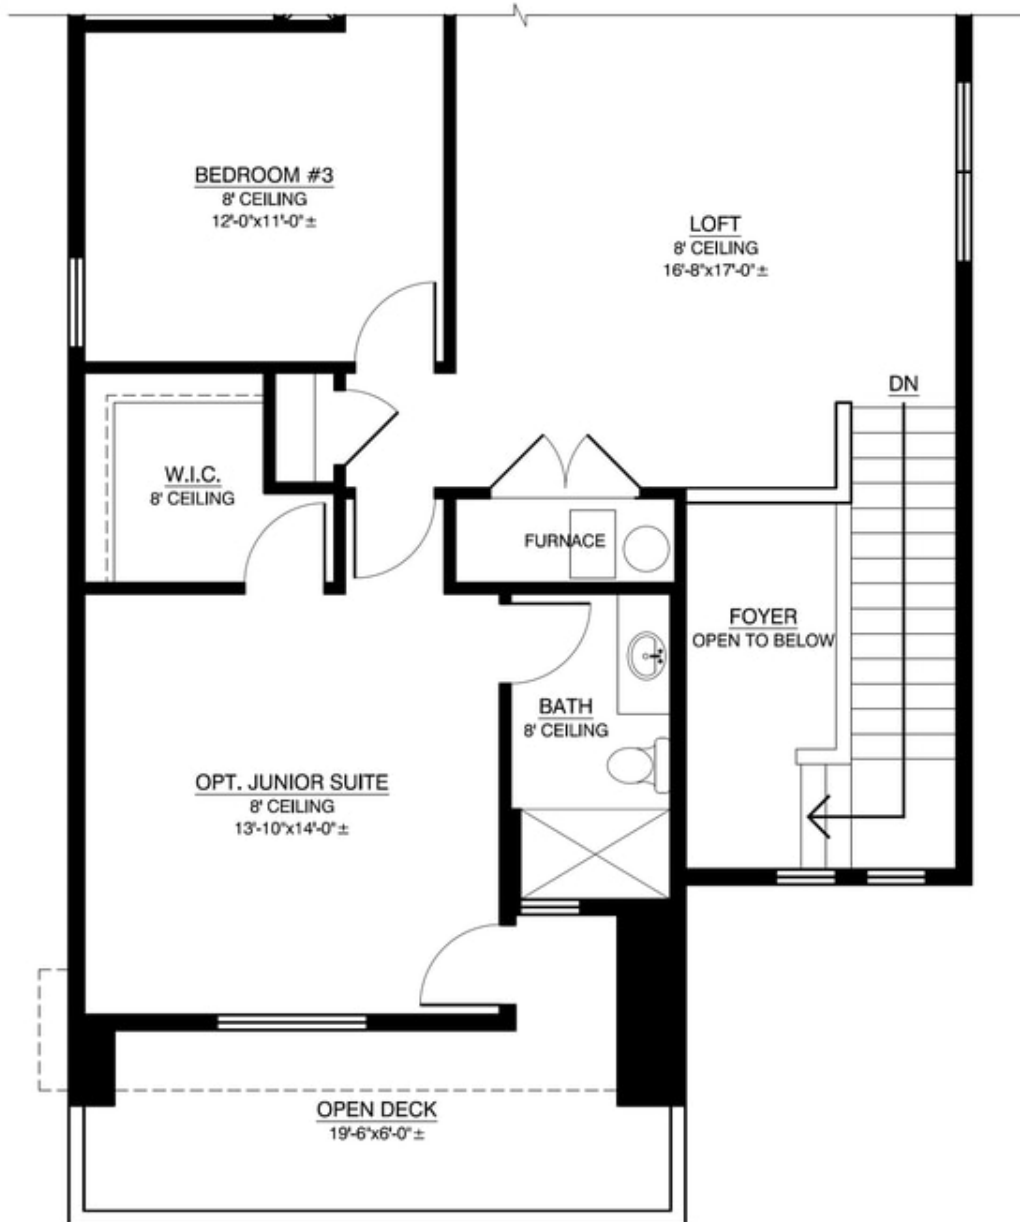 BEDROOM #3
8' CEILING
12'-0"x11'-0"±
LOFT
8' CEILING
16'-8"x17'-0"±
DN
W.I.C.
8' CEILING
FURNACE
FOYER
OPEN TO BELOW
BATH
8' CEILING
OPT. JUNIOR SUITE
8' CEILING
13'-10"x14'-0"±
OPEN DECK
19'-6"x6'-0"±